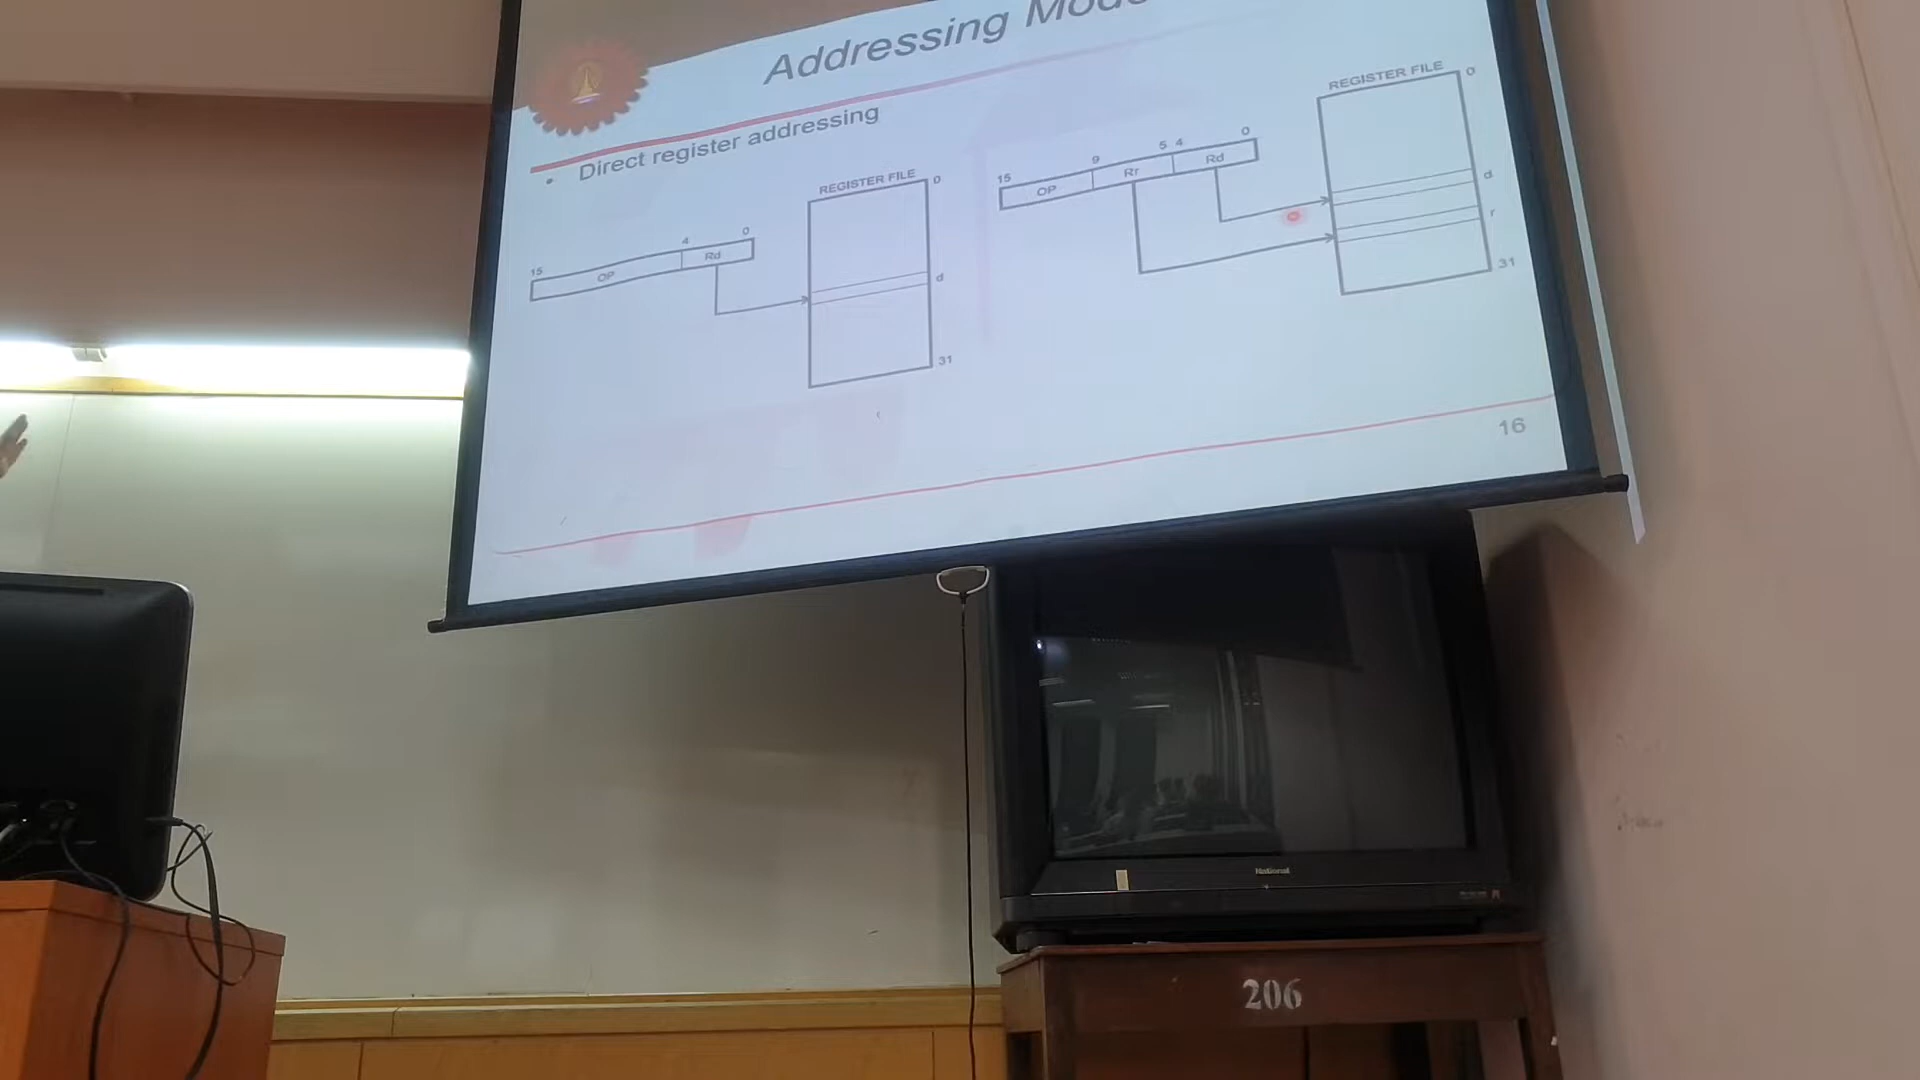 Addressing
Direct register addressing
REGISTER FILE
0
15
4
0
OP
Rd
d
31
REGISTER FILE
0
15
9
5 4
0
OP
Rr
Rd
d
r
31
16
National
206